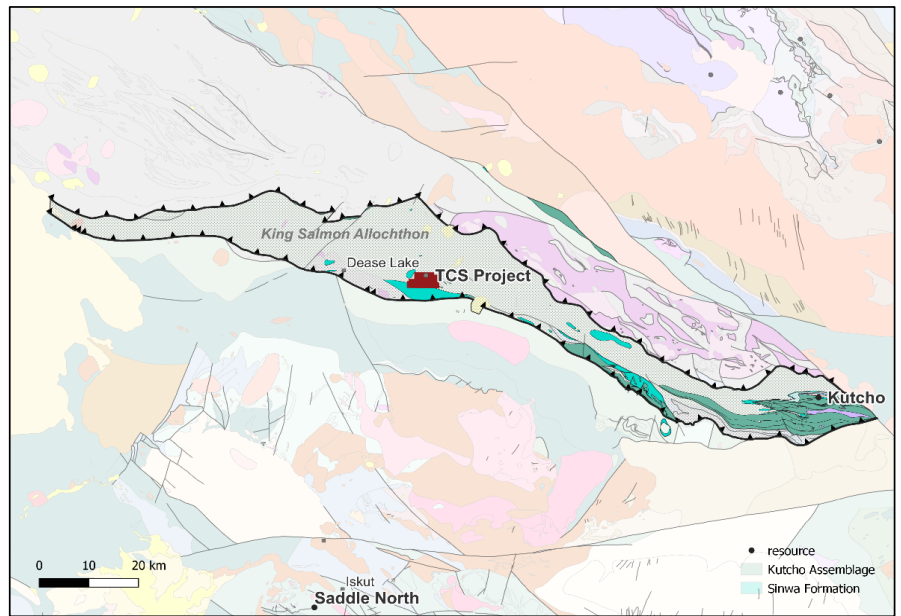 King Salmon Allochthon
Dease Lake
TCS Project
Kutcho
0 10 20 km
Iskut
Saddle North
resource
Kutcho Assemblage
Sinwa Formation